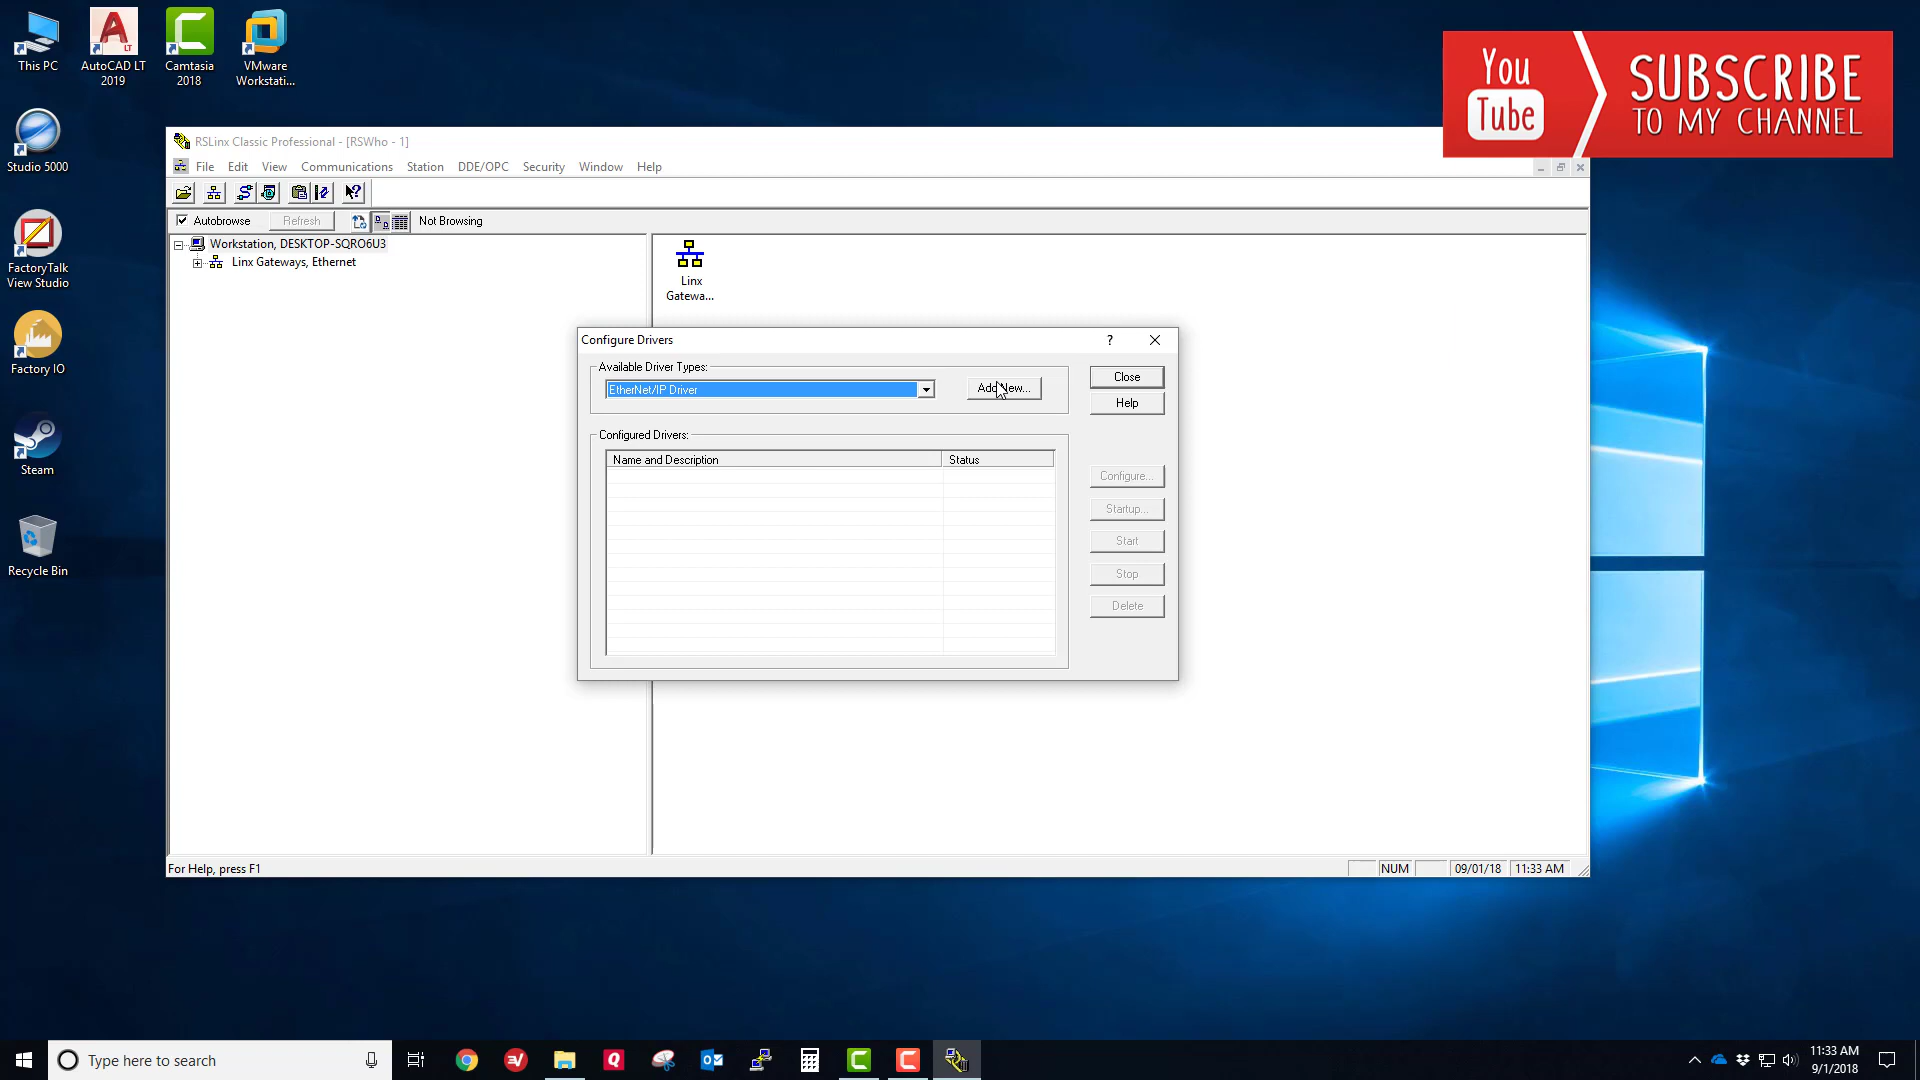 This PC
AutoCAD LT
2019
Camtasia
2018
VMware
Workstati...
Studio 5000
FactoryTalk
View Studio
Factory IO
Steam
Recycle Bin
You
Tube
SUBSCRIBE
TO MY CHANNEL
RSLinx Classic Professional - [RSWho - 1]
File Edit View Communications Station DDE/OPC Security Window Help
Autobrowse Refresh Not Browsing
Workstation, DESKTOP-SQRO6U3
Linx Gateways, Ethernet
Linx
Gatewa...
Configure Drivers
Available Driver Types:
EtherNet/IP Driver
Add New...
Close
Help
Configured Drivers:
Name and Description Status
Configure...
Startup...
Start
Stop
Delete
For Help, press F1
NUM 09/01/18 11:33 AM
Type here to search
11:33 AM
9/1/2018